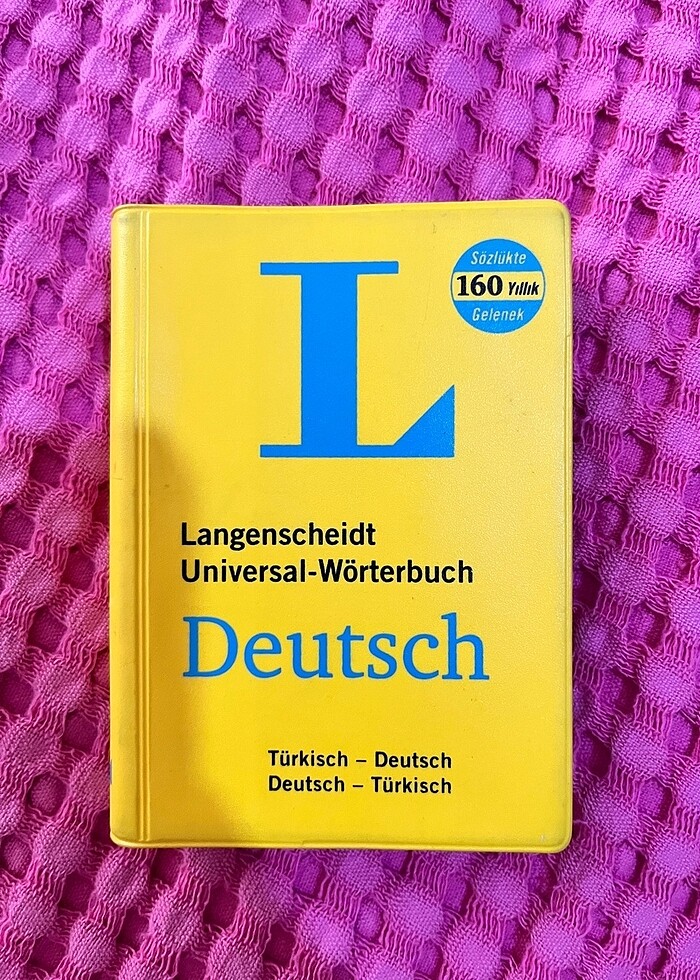 L
Sözlükte
160 Yıllık
Gelenek
Langenscheidt
Universal-Wörterbuch
Deutsch
Türkisch – Deutsch
Deutsch – Türkisch